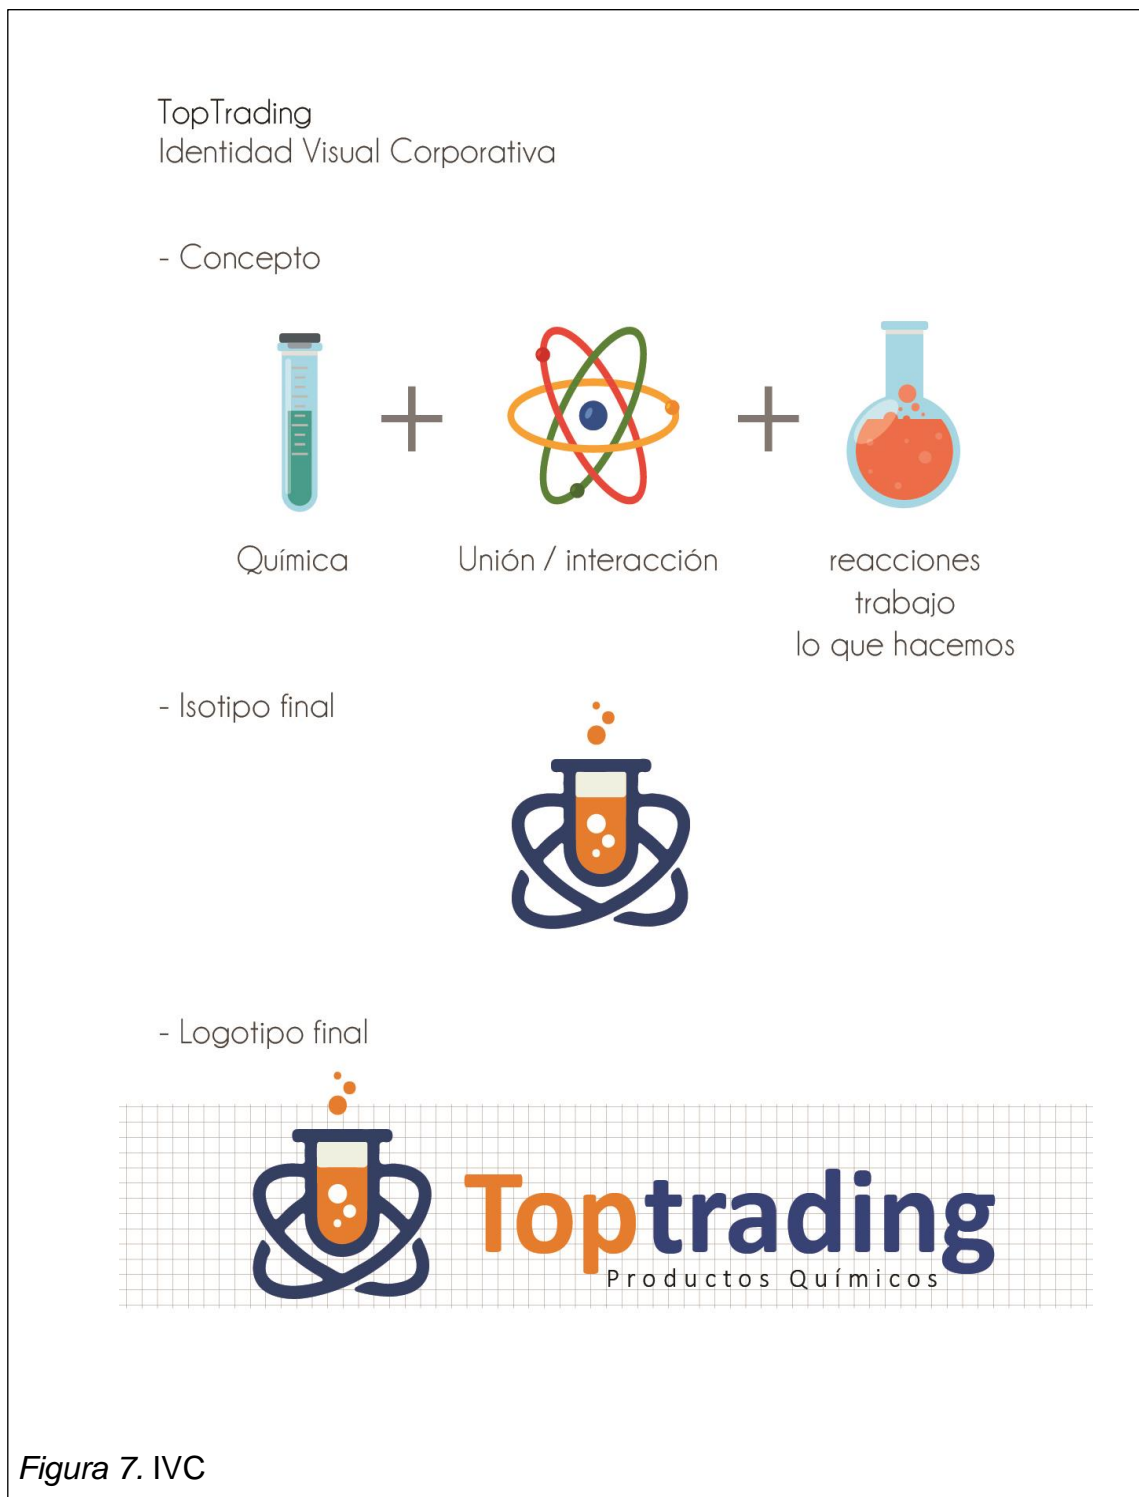 TopTrading
Identidad Visual Corporativa
- Concepto
Química
Unión / interacción
reacciones
trabajo
lo que hacemos
- Isotipo final
- Logotipo final
Toptrading
Productos Químicos
Figura 7. IVC